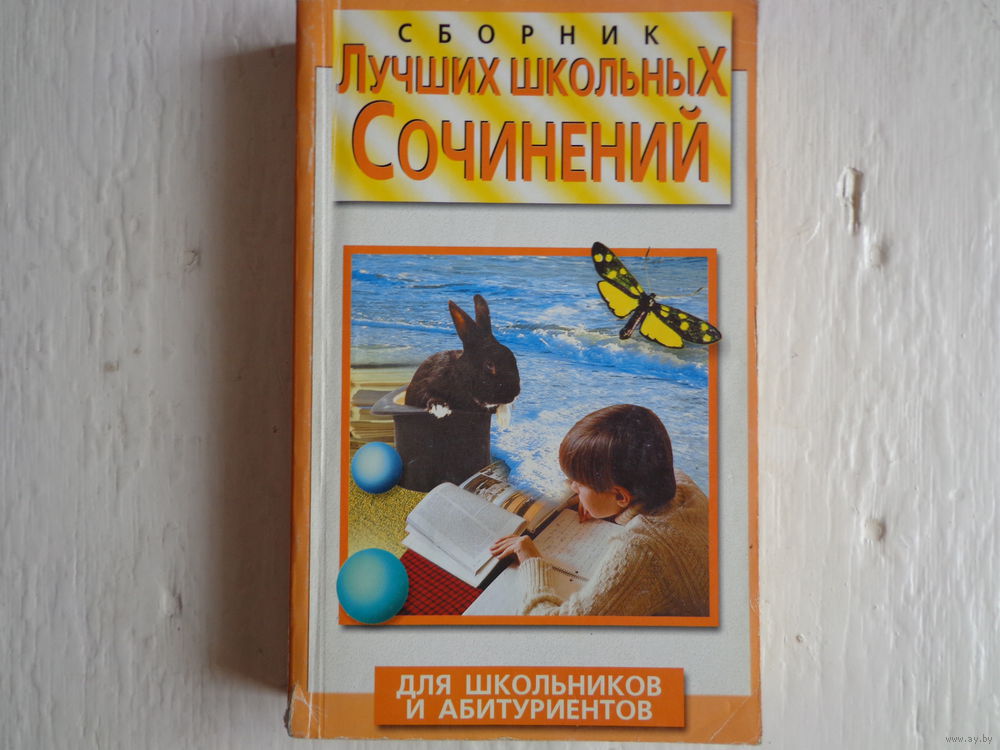 СБОРНИК
ЛУЧШИХ ШКОЛЬНЫХ
СОЧИНЕНИЙ
ДЛЯ ШКОЛЬНИКОВ
И АБИТУРИЕНТОВ
www.ay.by